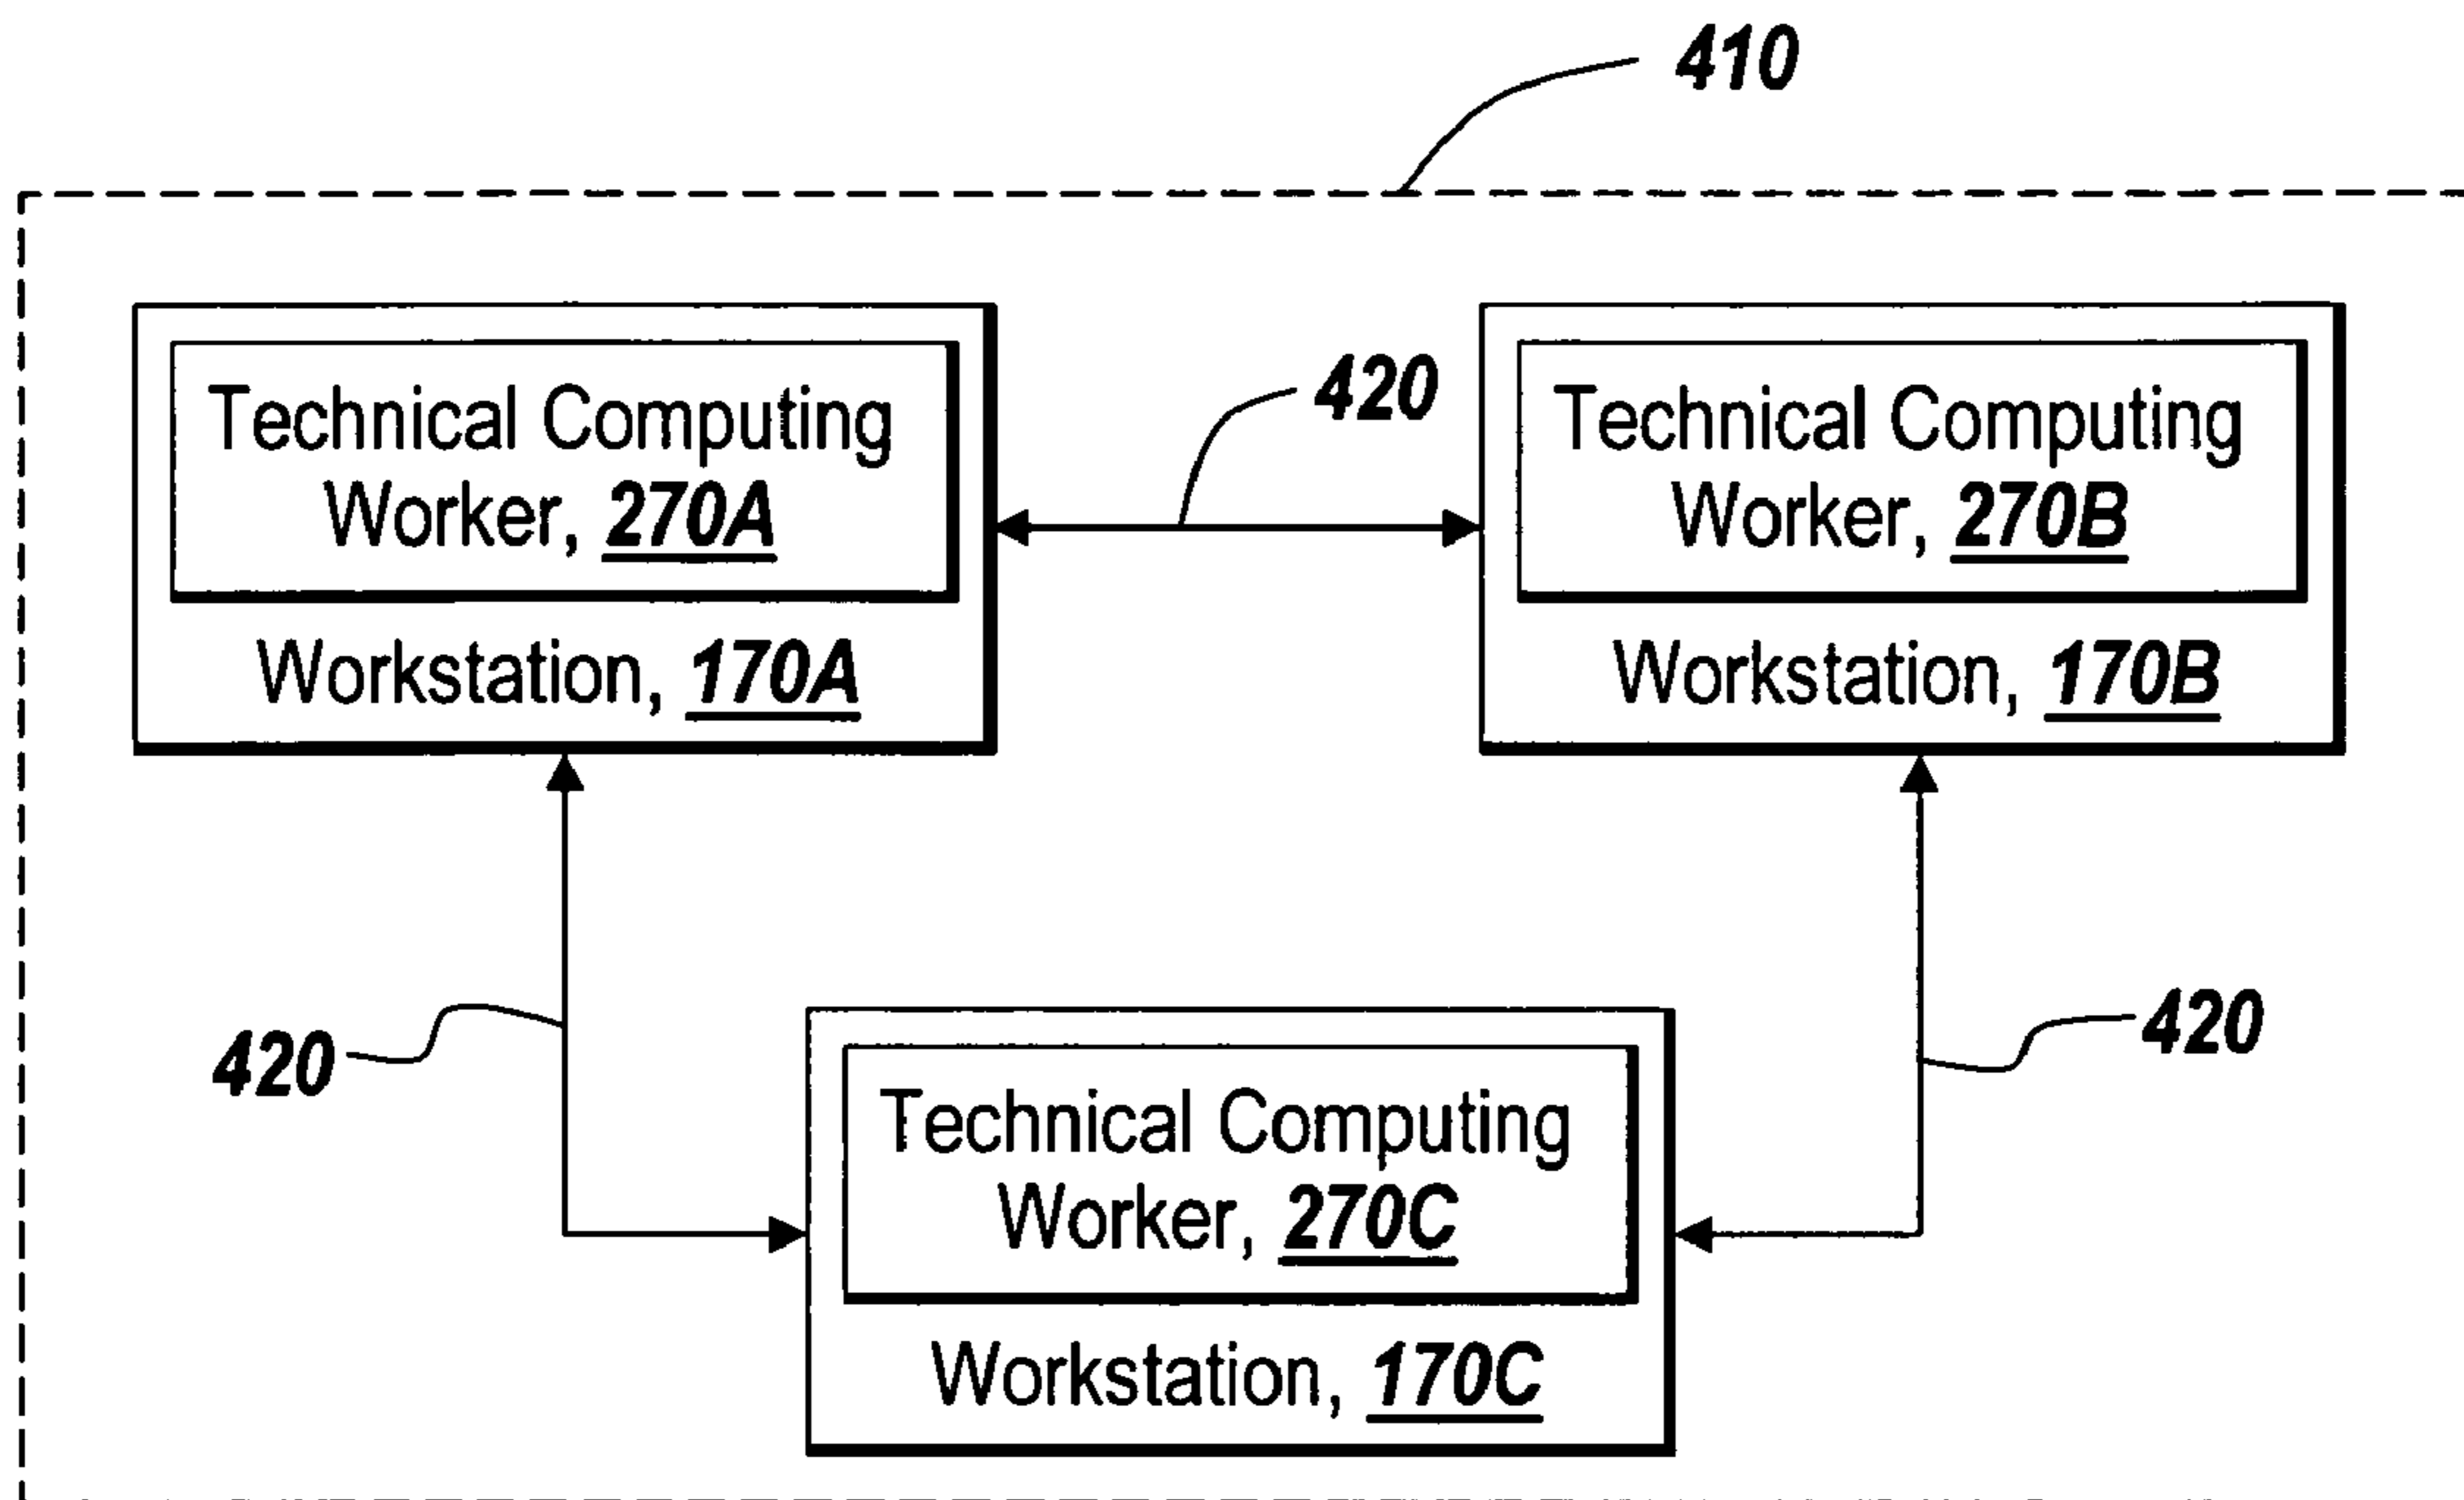 410
Technical Computing
Worker, 270A
Workstation, 170A
420
Technical Computing
Worker, 270B
Workstation, 170B
420
Technical Computing
Worker, 270C
Workstation, 170C
420